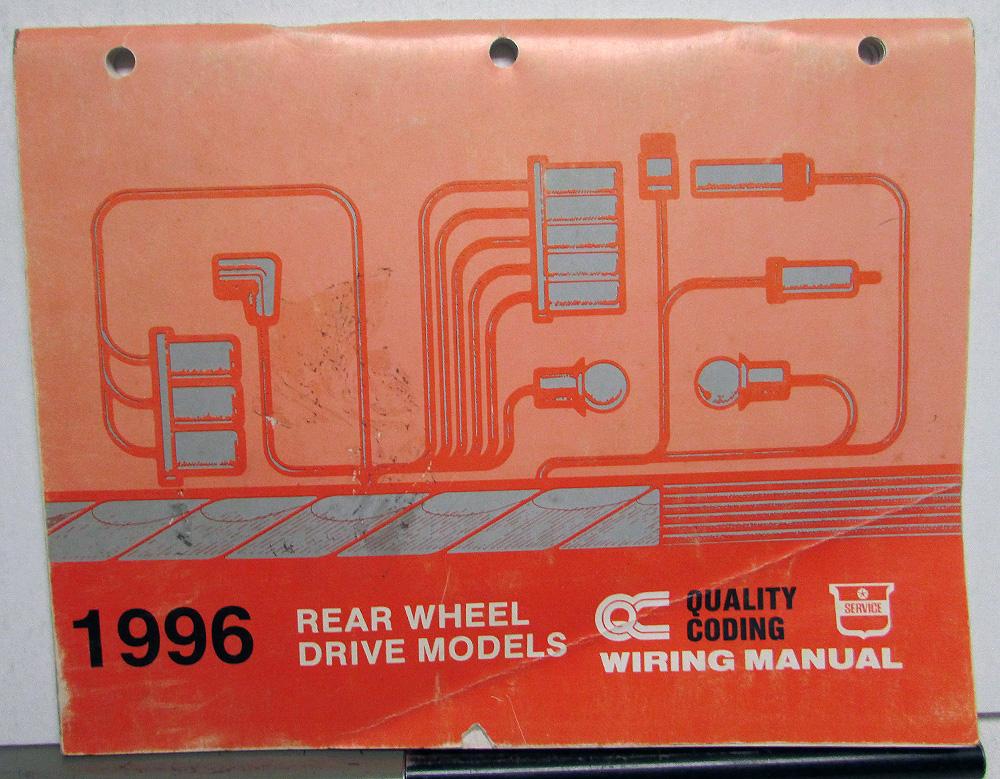 1996
REAR WHEEL
DRIVE MODELS
QC
QUALITY
CODING
WIRING MANUAL
SERVICE